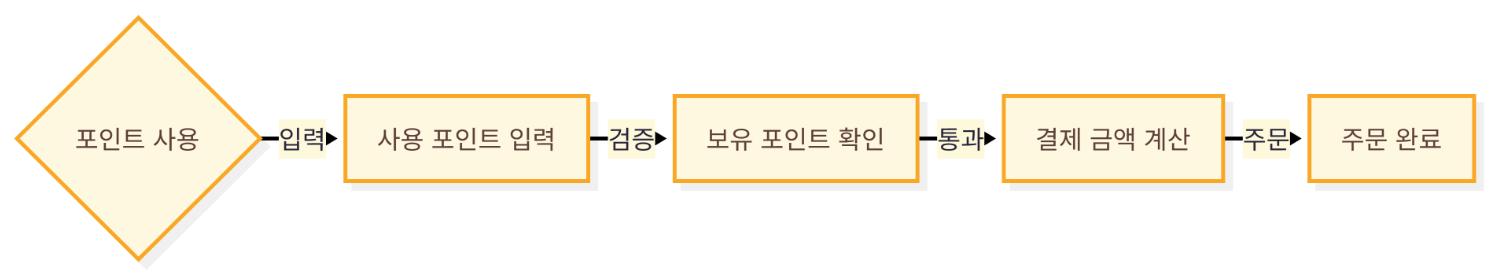 포인트 사용
입력
사용 포인트 입력
검증
보유 포인트 확인
통과
결제 금액 계산
주문
주문 완료